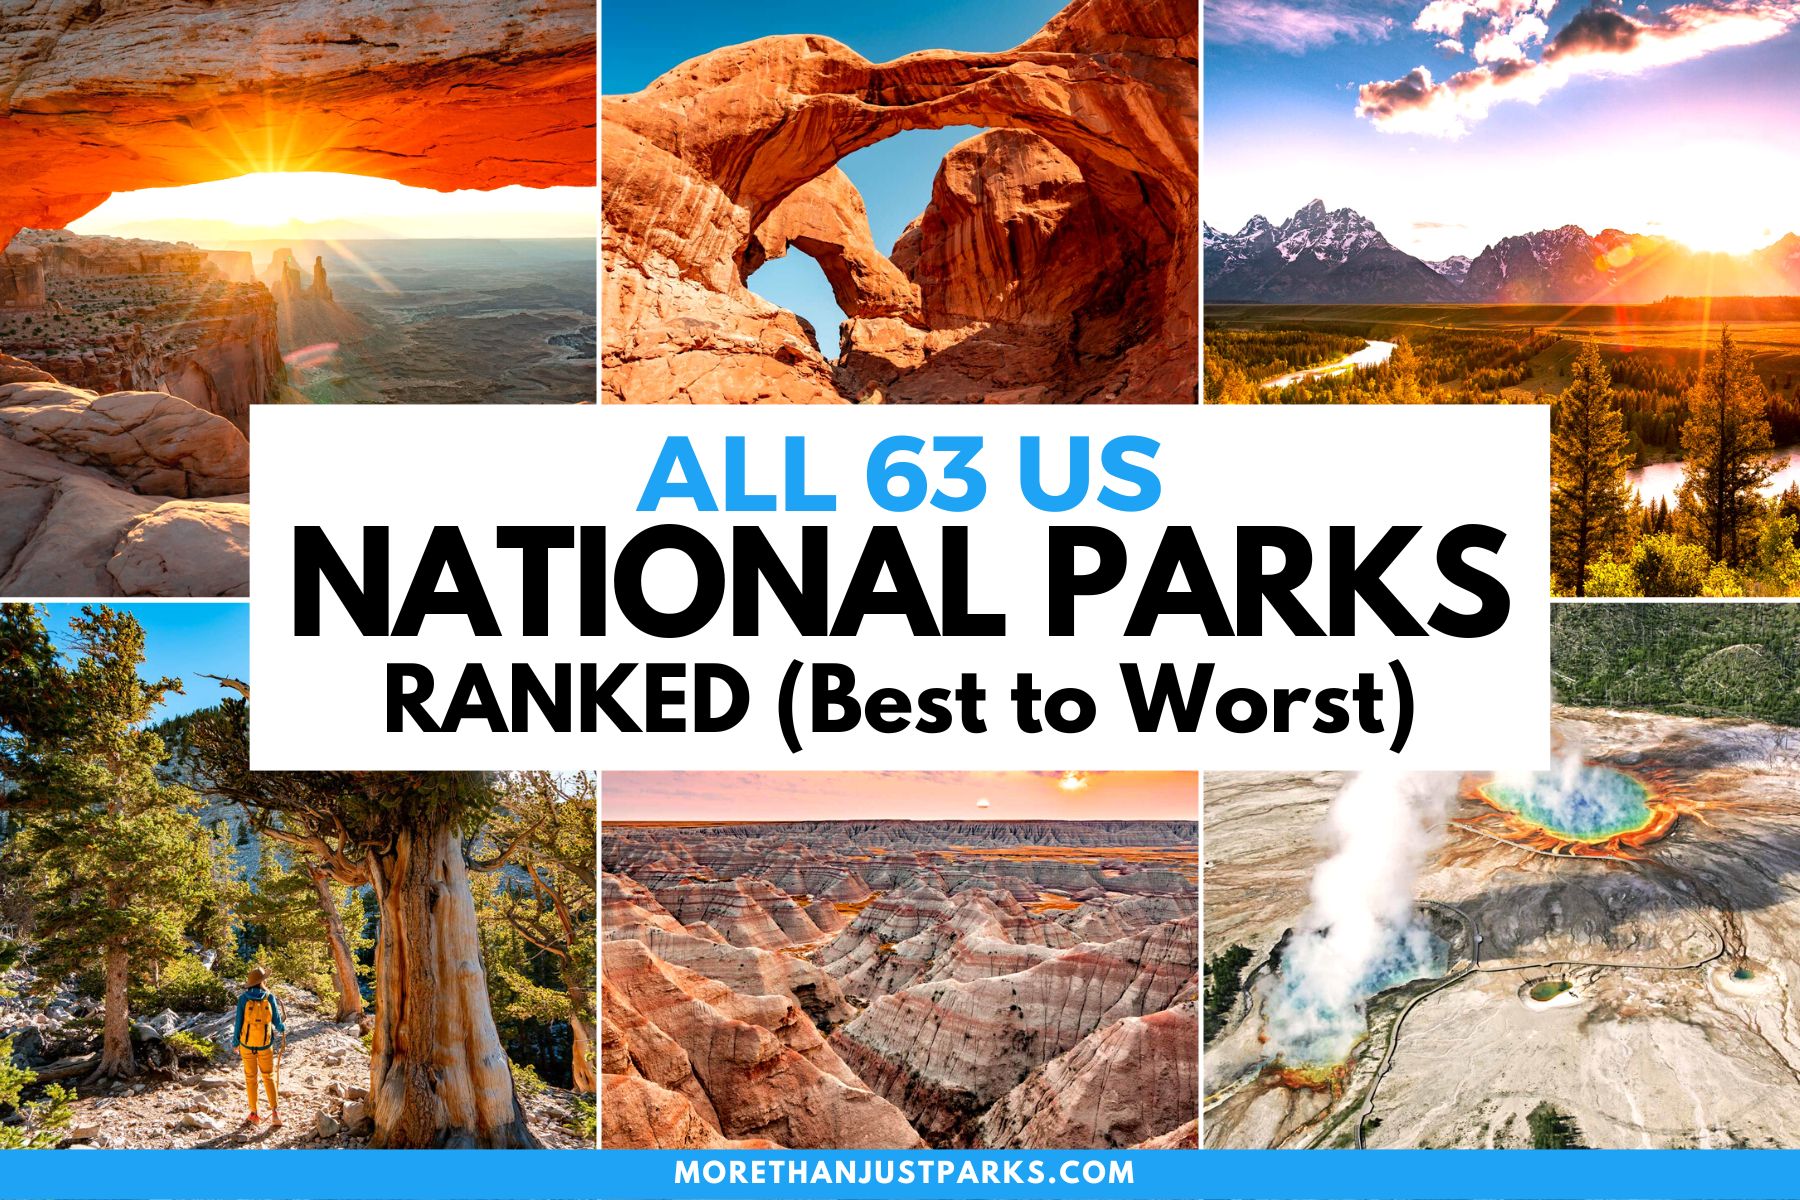 ALL 63 US
NATIONAL PARKS
RANKED (Best to Worst)
MORETHANJUSTPARKS.COM